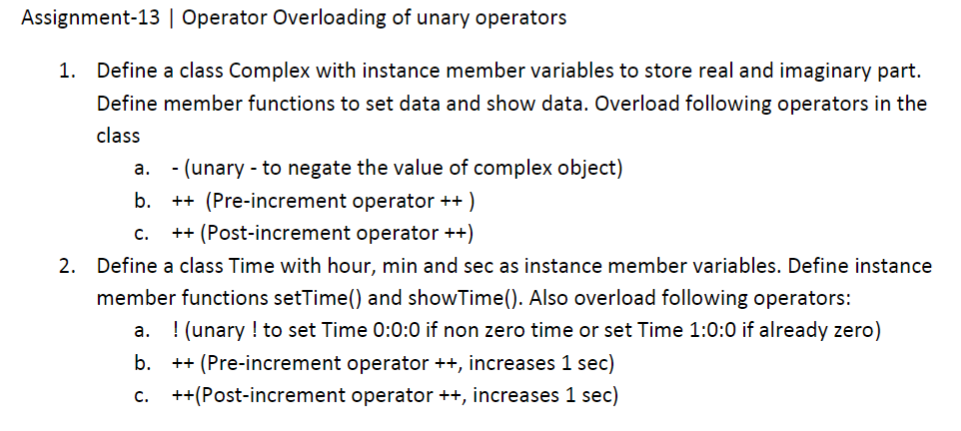 Assignment-13 | Operator Overloading of unary operators
1. Define a class Complex with instance member variables to store real and imaginary part.
Define member functions to set data and show data. Overload following operators in the
class
a. - (unary - to negate the value of complex object)
b. ++ (Pre-increment operator ++ )
c. ++ (Post-increment operator ++)
2. Define a class Time with hour, min and sec as instance member variables. Define instance
member functions setTime() and showTime(). Also overload following operators:
a. ! (unary ! to set Time 0:0:0 if non zero time or set Time 1:0:0 if already zero)
b. ++ (Pre-increment operator ++, increases 1 sec)
c. ++(Post-increment operator ++, increases 1 sec)